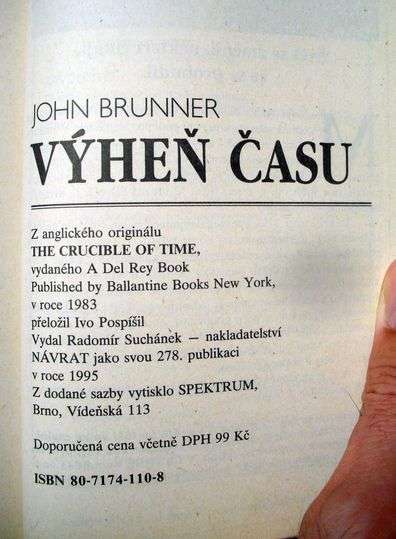 JOHN BRUNNER
VÝHEŇ ČASU
Z anglického originálu
THE CRUCIBLE OF TIME,
vydaného A Del Rey Book
Published by Ballantine Books New York,
v roce 1983
přeložil Ivo Pospíšil
Vydal Radomír Suchánek — nakladatelství
NÁVRAT jako svou 278. publikaci
v roce 1995
Z dodané sazby vytisklo SPEKTRUM,
Brno, Vídeňská 113
Doporučená cena včetně DPH 99 Kč
ISBN 80-7174-110-8